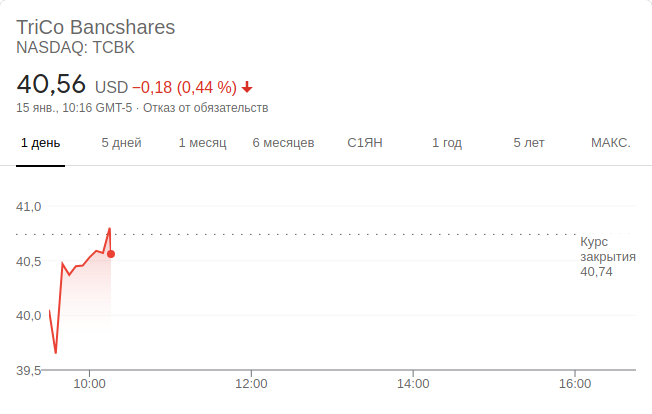 TriCo Bancshares
NASDAQ: TCBK
40,56 USD −0,18 (0,44 %)
15 янв., 10:16 GMT-5 · Отказ от обязательств
1 день 5 дней 1 месяц 6 месяцев С1ЯН 1 год 5 лет МАКС.
41,0
40,5
40,0
39,5
Курс
закрытия
40,74
10:00 12:00 14:00 16:00